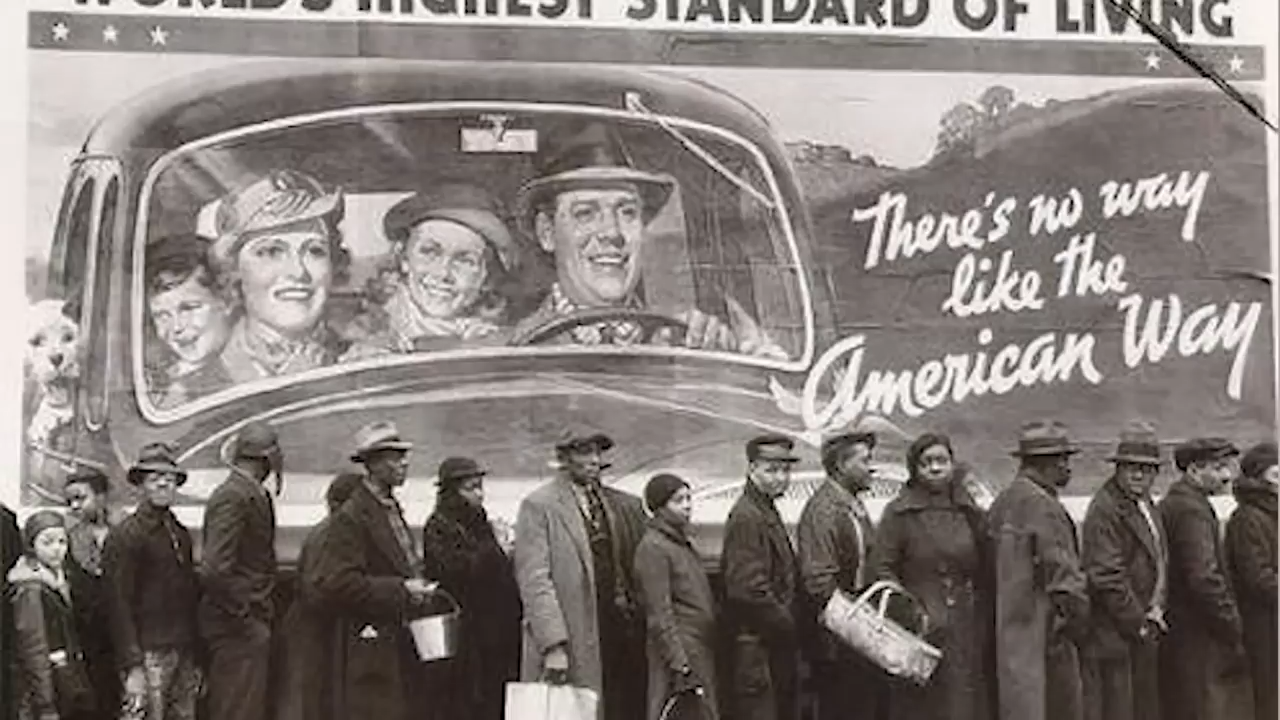 WORLD'S HIGHEST STANDARD OF LIVING
There's no way
like the
American Way